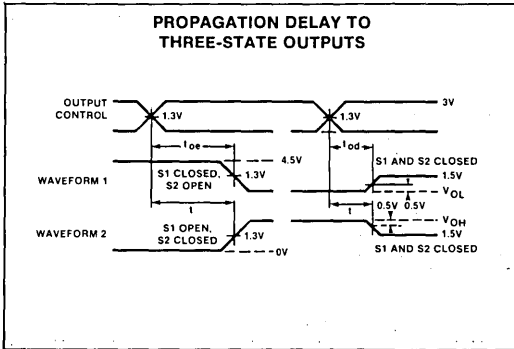 PROPAGATION DELAY TO
THREE-STATE OUTPUTS
OUTPUT
CONTROL
1.3V
1.3V
3V
toe
tod
S1 AND S2 CLOSED
4.5V
WAVEFORM 1
S1 CLOSED,
S2 OPEN
1.3V
1.5V
VOL
0.5V
0.5V
t
t
VOH
WAVEFORM 2
S1 OPEN,
S2 CLOSED
1.3V
1.5V
0V
S1 AND S2 CLOSED